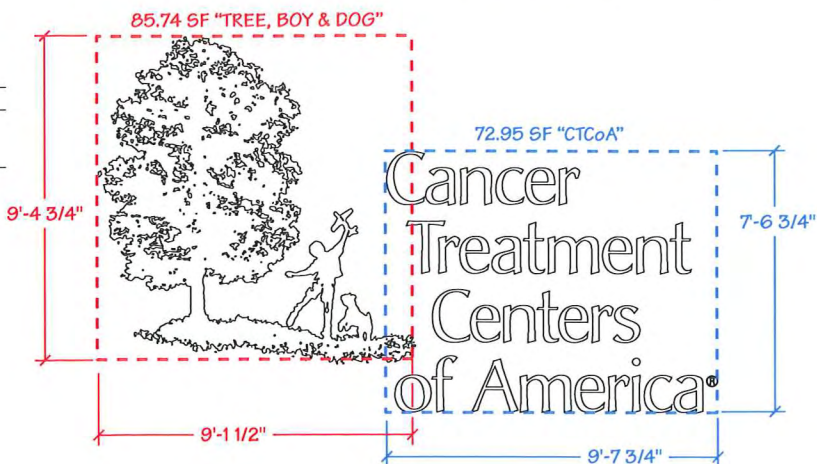 85.74 SF "TREE, BOY & DOG"
72.95 SF "CTCoA"
9'-4 3/4"
Cancer
Treatment
Centers
of America®
7'-6 3/4"
9'-1 1/2"
9'-7 3/4"